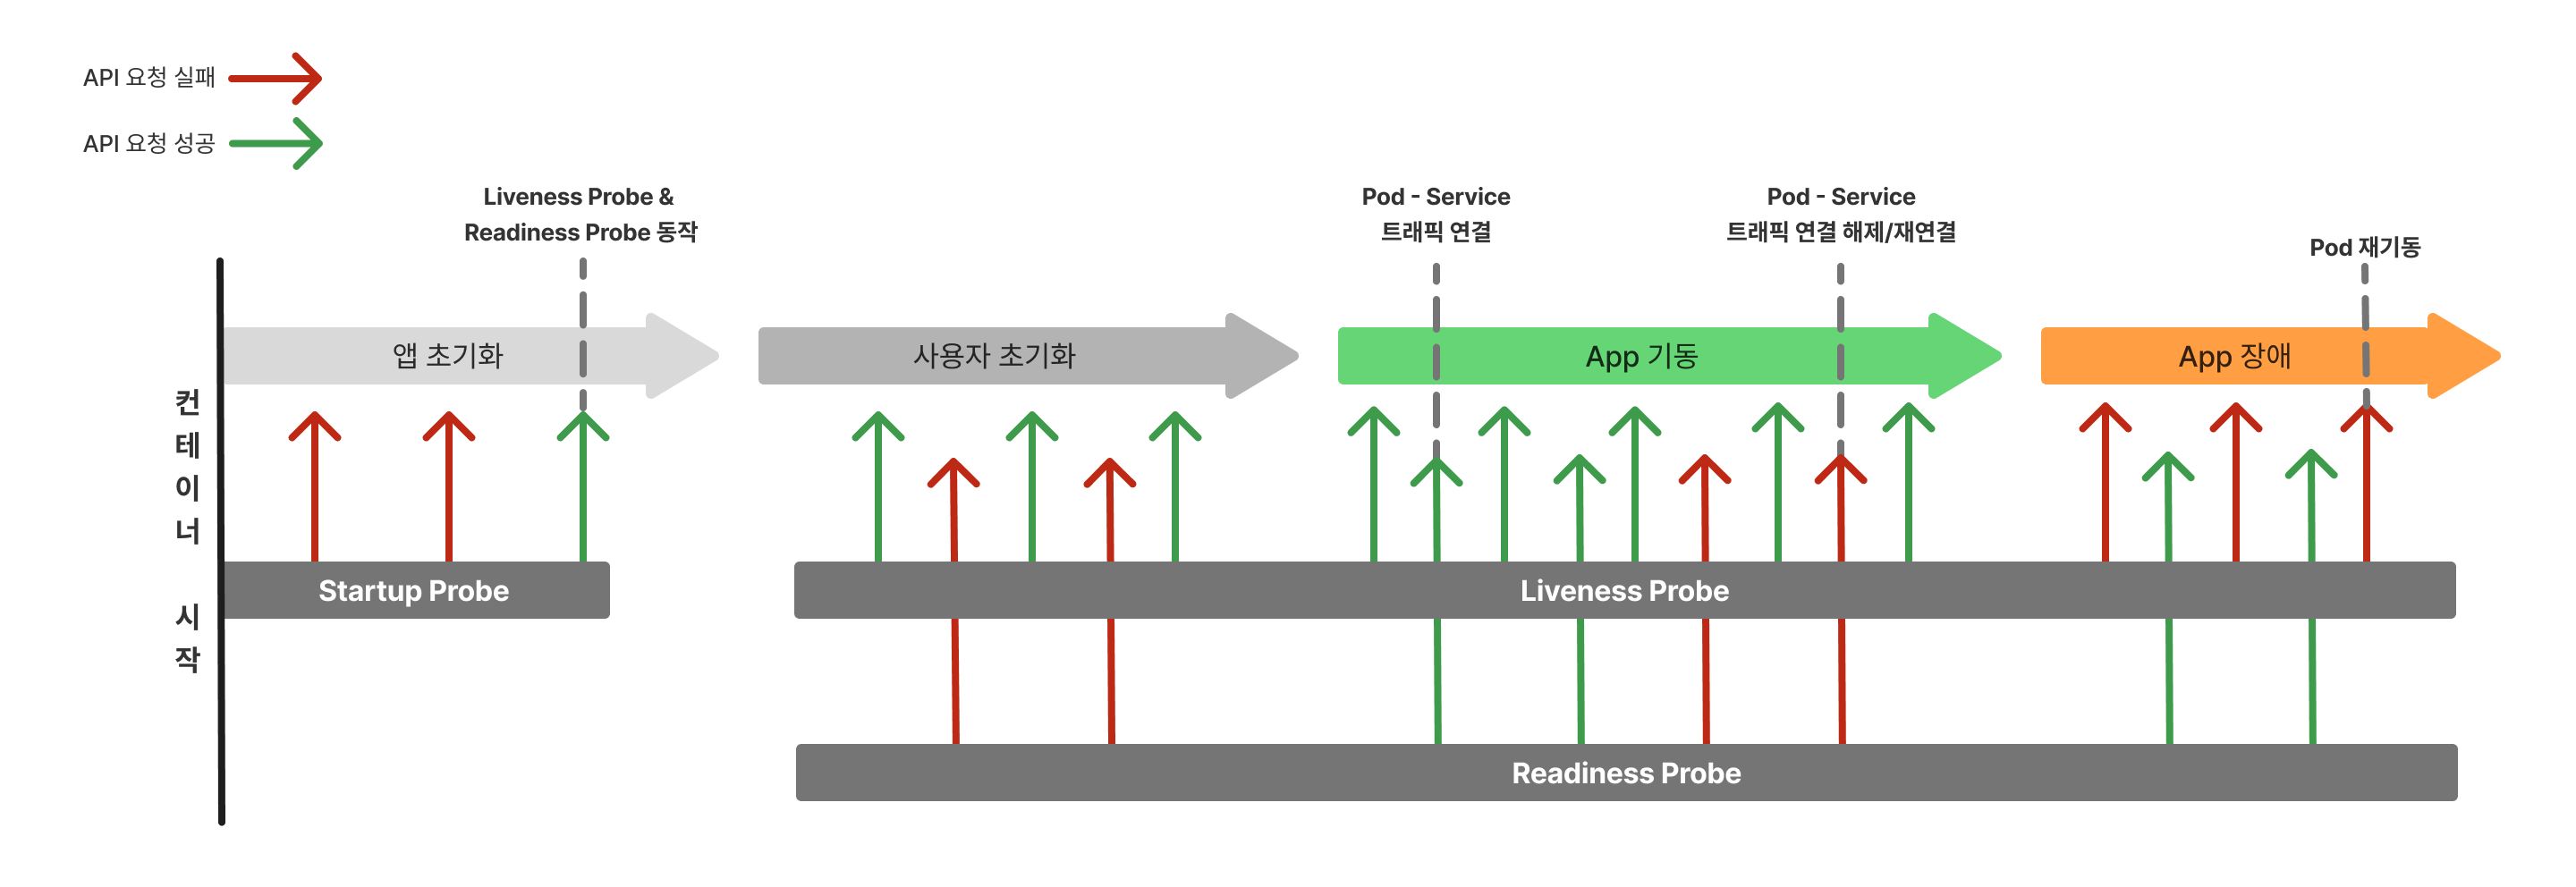 API 요청 실패
API 요청 성공
Liveness Probe &
Readiness Probe 동작
Pod - Service
트래픽 연결
Pod - Service
트래픽 연결 해제/재연결
Pod 재기동
앱 초기화
사용자 초기화
App 기동
App 장애
컨테이너 시작
Startup Probe
Liveness Probe
Readiness Probe